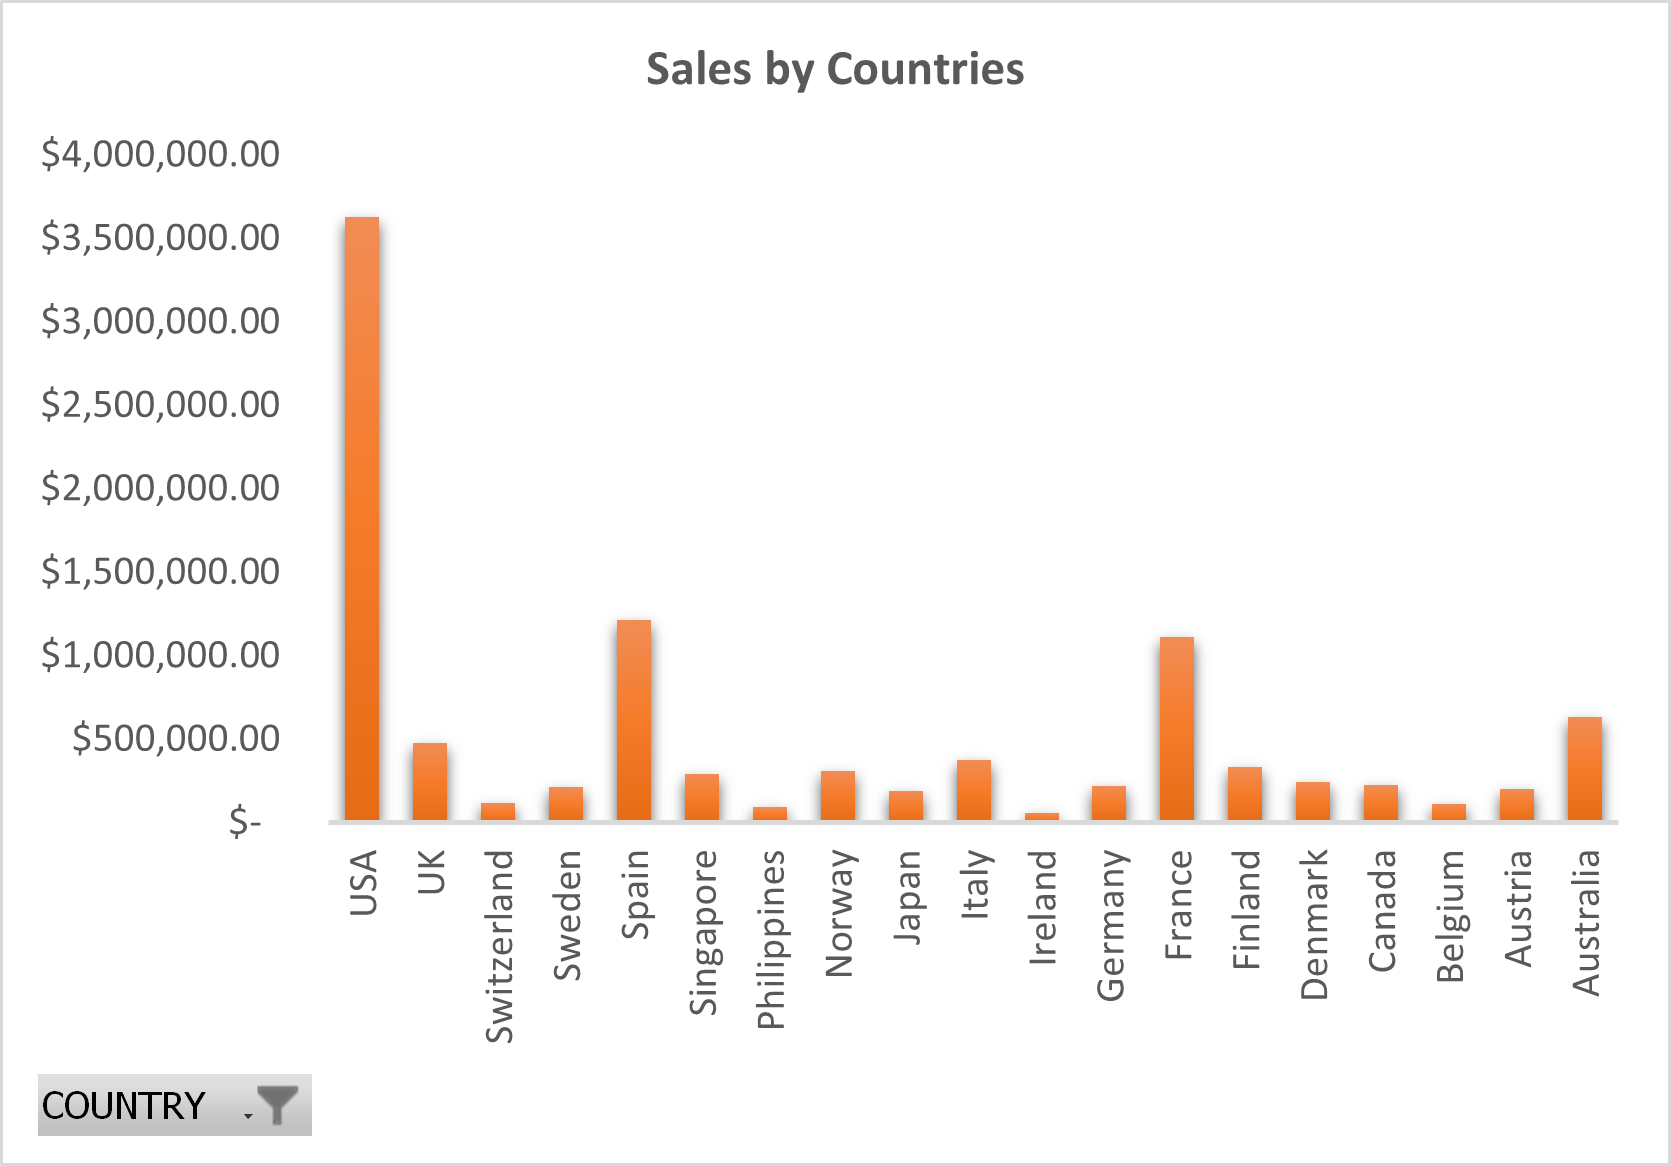 Sales by Countries
$4,000,000.00
$3,500,000.00
$3,000,000.00
$2,500,000.00
$2,000,000.00
$1,500,000.00
$1,000,000.00
$500,000.00
$-
USA
UK
Switzerland
Sweden
Spain
Singapore
Philippines
Norway
Japan
Italy
Ireland
Germany
France
Finland
Denmark
Canada
Belgium
Austria
Australia
COUNTRY